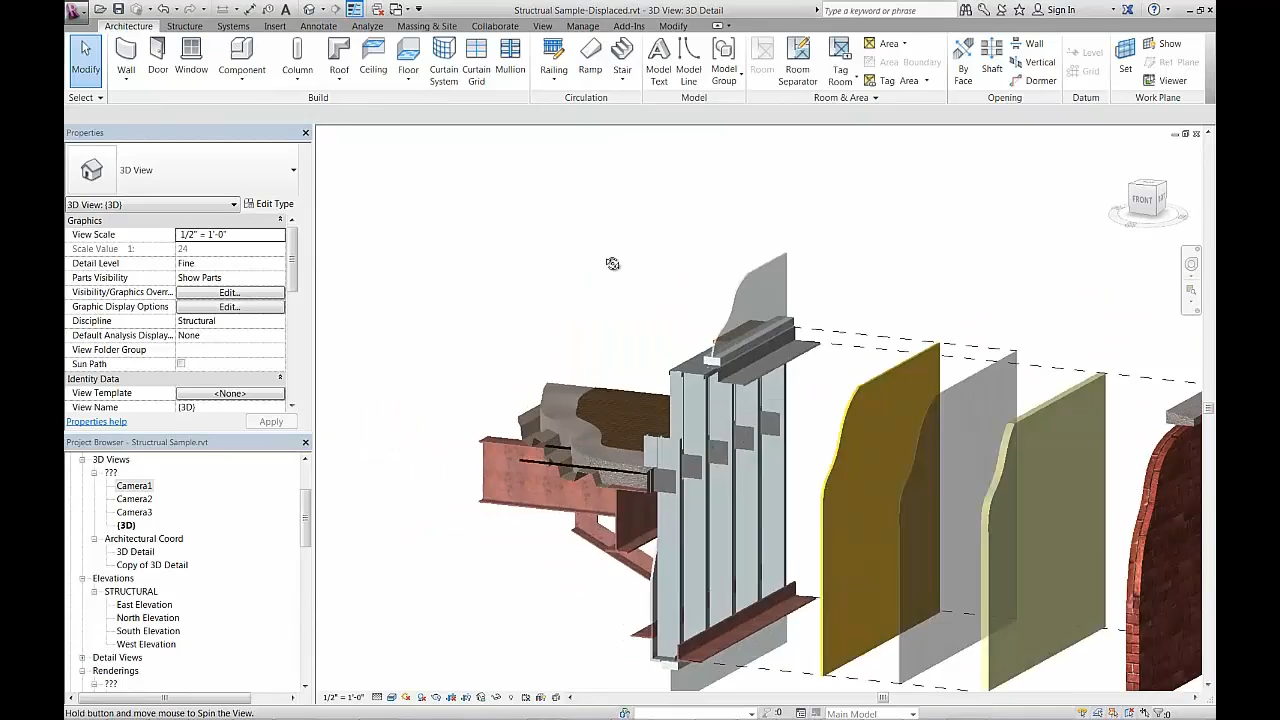 Structrual Sample-Displaced.rvt - 3D View: 3D Detail
Type a keyword or phrase
Sign In
Architecture Structure Systems Insert Annotate Analyze Massing & Site Collaborate View Manage Add-Ins Modify
Modify Wall Door Window Component Column Roof Ceiling Floor Curtain System Curtain Grid Mullion Railing Ramp Stair Model Text Model Line Model Group Room Room Separator Tag Room Area Area Boundary Tag Area By Face Shaft Wall Vertical Dormer Level Grid Set Show Ref Plane Viewer
Select Build Circulation Model Room & Area Opening Datum Work Plane
Properties
3D View
3D View: {3D} Edit Type
Graphics
View Scale 1/2" = 1'-0"
Scale Value 1: 24
Detail Level Fine
Parts Visibility Show Parts
Visibility/Graphics Overr... Edit...
Graphic Display Options Edit...
Discipline Structural
Default Analysis Display... None
View Folder Group
Sun Path
Identity Data
View Template <None>
View Name {3D}
Properties help Apply
Project Browser - Structrual Sample.rvt
3D Views
???
Camera1
Camera2
Camera3
{3D}
Architectural Coord
3D Detail
Copy of 3D Detail
Elevations
STRUCTURAL
East Elevation
North Elevation
South Elevation
West Elevation
Detail Views
Renderings
???
FRONT
1/2" = 1'-0"
Hold button and move mouse to Spin the View.
:0
Main Model
:0